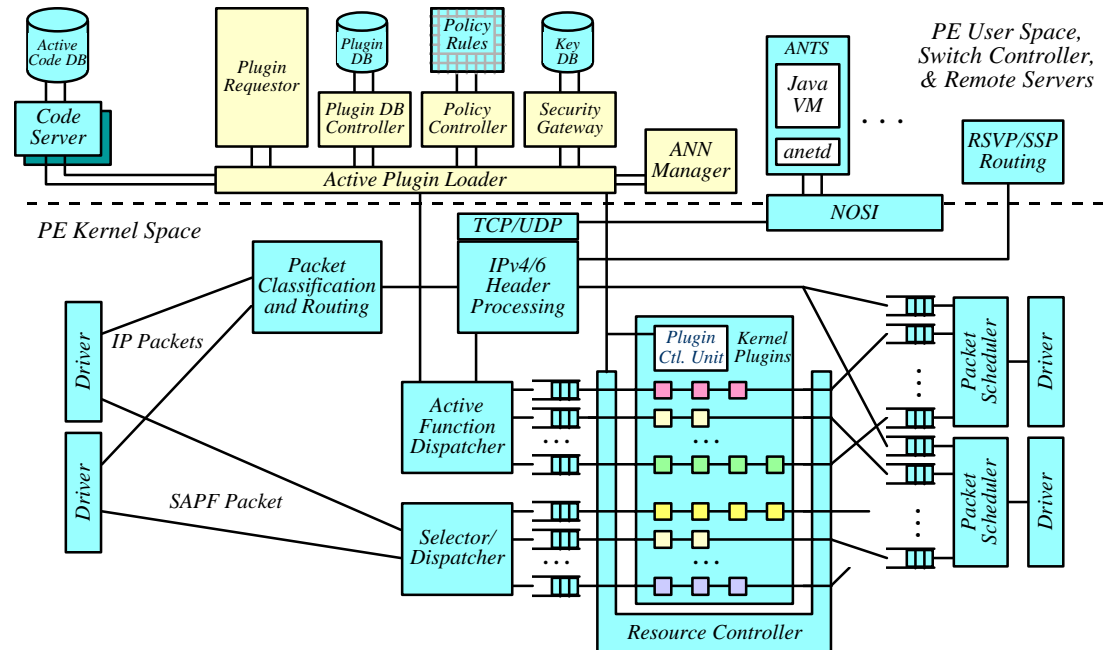 Active
Code DB
Code
Server
Plugin
Requestor
Plugin
DB
Plugin DB
Controller
Policy
Rules
Policy
Controller
Key
DB
Security
Gateway
ANN
Manager
Active Plugin Loader
ANTS
Java
VM
anetd
. . .
PE User Space,
Switch Controller,
& Remote Servers
RSVP/SSP
Routing
NOSI
PE Kernel Space
TCP/UDP
IPv4/6
Header
Processing
Packet
Classification
and Routing
Driver
IP Packets
Driver
SAPF Packet
Active
Function
Dispatcher
. . .
Selector/
Dispatcher
. . .
Plugin
Ctl. Unit
Kernel
Plugins
. . .
. . .
Resource Controller
. . .
Packet
Scheduler
Driver
. . .
Packet
Scheduler
Driver